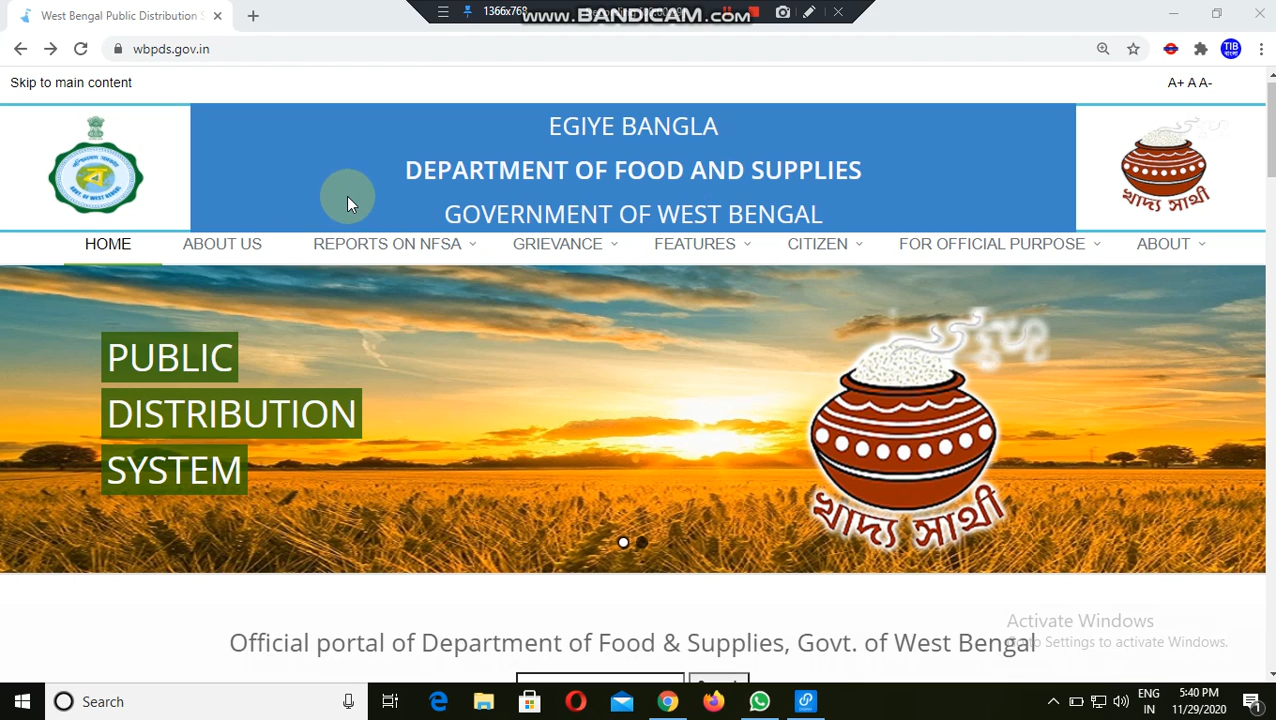 West Bengal Public Distribution S
1366x768
www.BANDICAM.com
wbpds.gov.in
TIB
বাংলা
Skip to main content
A+ A A-
EGIYE BANGLA
DEPARTMENT OF FOOD AND SUPPLIES
GOVERNMENT OF WEST BENGAL
খাদ্য সাথী
HOME ABOUT US REPORTS ON NFSA GRIEVANCE FEATURES CITIZEN FOR OFFICIAL PURPOSE ABOUT
PUBLIC
DISTRIBUTION
SYSTEM
খাদ্য সাথী
Activate Windows
Go to Settings to activate Windows.
Official portal of Department of Food & Supplies, Govt. of West Bengal
Search
ENG
IN
5:40 PM
11/29/2020
1